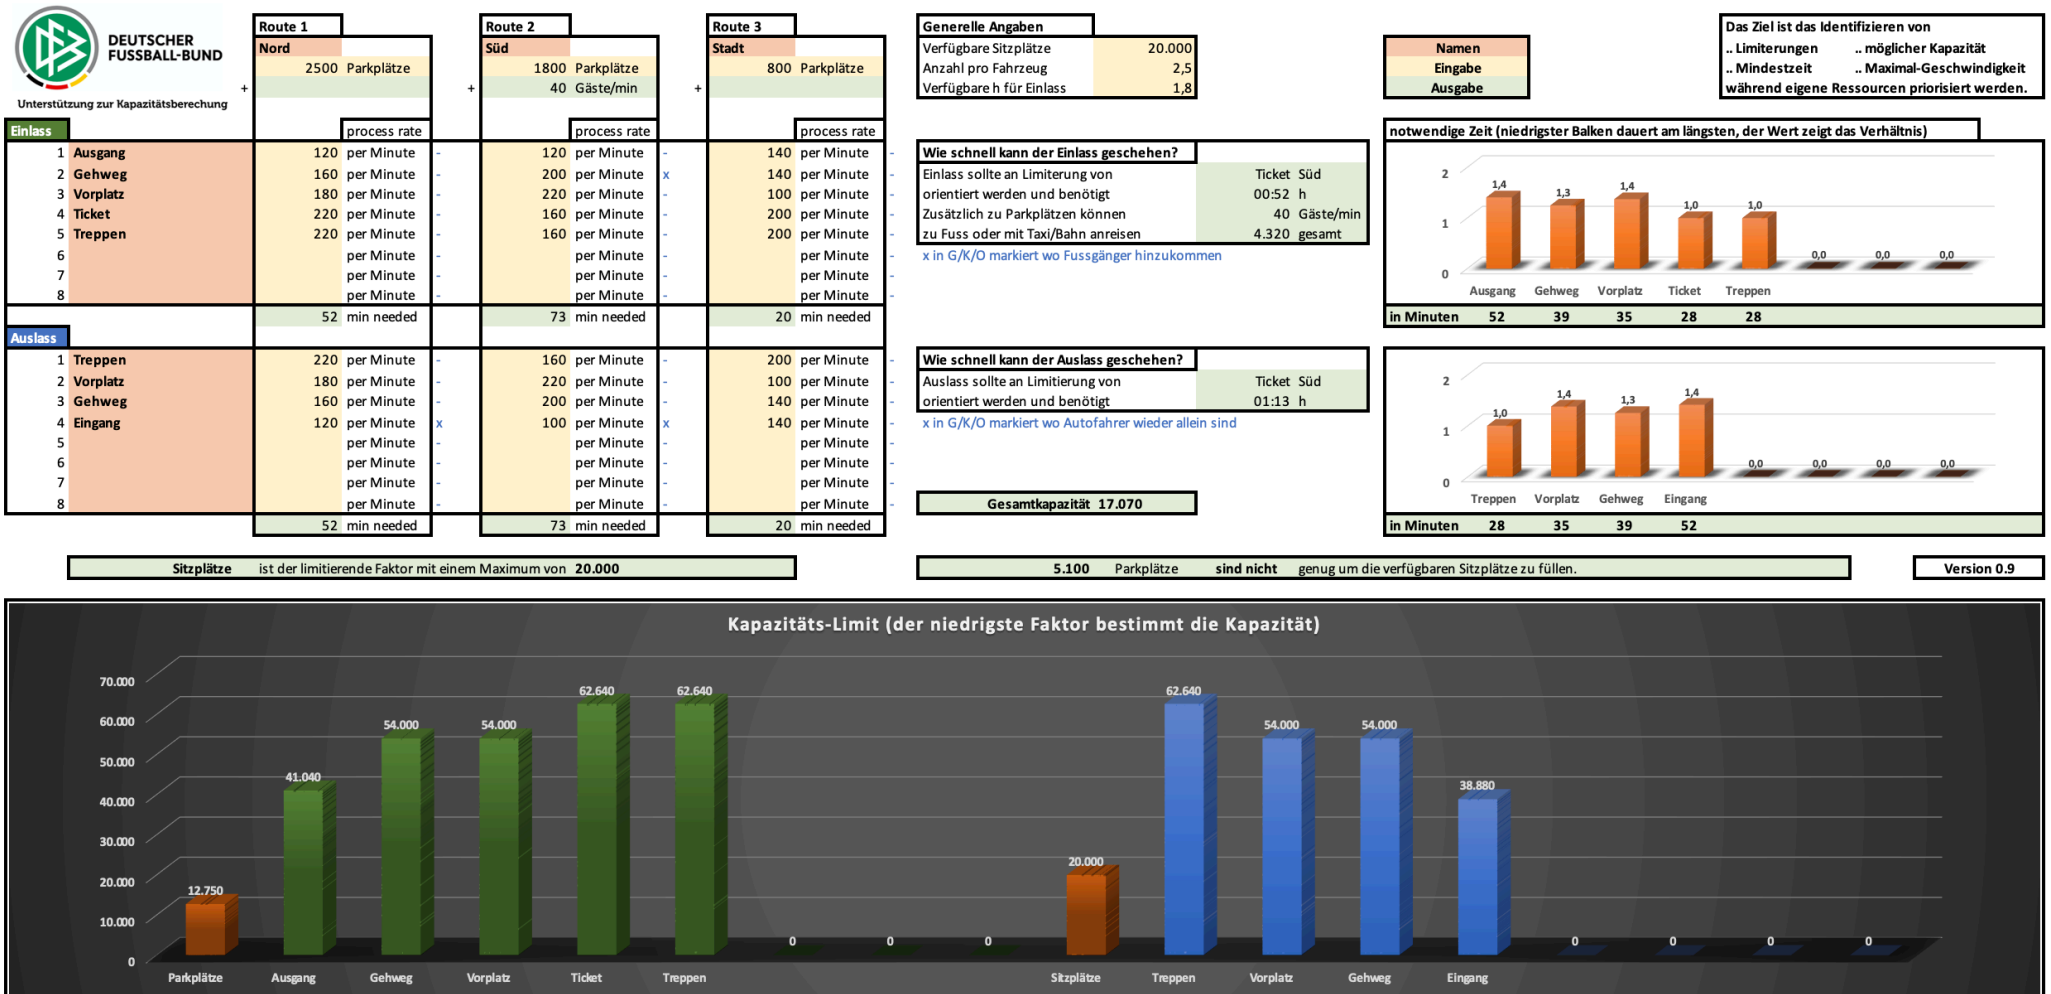 DEUTSCHER
FUSSBALL-BUND
Unterstützung zur Kapazitätsberechung
Route 1
Nord
2500 Parkplätze
+
Route 2
Süd
1800 Parkplätze
+ 40 Gäste/min
Route 3
Stadt
800 Parkplätze
+
Generelle Angaben
Verfügbare Sitzplätze 20.000
Anzahl pro Fahrzeug 2,5
Verfügbare h für Einlass 1,8
Namen
Eingabe
Ausgabe
Das Ziel ist das Identifizieren von
.. Limiterungen .. möglicher Kapazität
.. Mindestzeit .. Maximal-Geschwindigkeit
während eigene Ressourcen priorisiert werden.
Einlass process rate process rate process rate
1 Ausgang 120 per Minute - 120 per Minute - 140 per Minute -
2 Gehweg 160 per Minute - 200 per Minute x 140 per Minute -
3 Vorplatz 180 per Minute - 220 per Minute - 100 per Minute -
4 Ticket 220 per Minute - 160 per Minute - 200 per Minute -
5 Treppen 220 per Minute - 160 per Minute - 200 per Minute -
6 per Minute - per Minute - per Minute -
7 per Minute - per Minute - per Minute -
8 per Minute - per Minute - per Minute -
52 min needed 73 min needed 20 min needed
Wie schnell kann der Einlass geschehen?
Einlass sollte an Limitierung von Ticket Süd
orientiert werden und benötigt 00:52 h
Zusätzlich zu Parkplätzen können 40 Gäste/min
zu Fuss oder mit Taxi/Bahn anreisen 4.320 gesamt
x in G/K/O markiert wo Fussgänger hinzukommen
notwendige Zeit (niedrigster Balken dauert am längsten, der Wert zeigt das Verhältnis)
2
1
0
1,4 1,3 1,4 1,0 1,0 0,0 0,0 0,0
Ausgang Gehweg Vorplatz Ticket Treppen
in Minuten 52 39 35 28 28
Auslass
1 Treppen 220 per Minute - 160 per Minute - 200 per Minute -
2 Vorplatz 180 per Minute - 220 per Minute - 100 per Minute -
3 Gehweg 160 per Minute - 200 per Minute - 140 per Minute -
4 Eingang 120 per Minute x 100 per Minute x 140 per Minute -
5 per Minute - per Minute - per Minute -
6 per Minute - per Minute - per Minute -
7 per Minute - per Minute - per Minute -
8 per Minute - per Minute - per Minute -
52 min needed 73 min needed 20 min needed
Wie schnell kann der Auslass geschehen?
Auslass sollte an Limitierung von Ticket Süd
orientiert werden und benötigt 01:13 h
x in G/K/O markiert wo Autofahrer wieder allein sind
Gesamtkapazität 17.070
2
1
0
1,0 1,4 1,3 1,4 0,0 0,0 0,0 0,0
Treppen Vorplatz Gehweg Eingang
in Minuten 28 35 39 52
Sitzplätze ist der limitierende Faktor mit einem Maximum von 20.000
5.100 Parkplätze sind nicht genug um die verfügbaren Sitzplätze zu füllen.
Version 0.9
Kapazitäts-Limit (der niedrigste Faktor bestimmt die Kapazität)
70.000
60.000
50.000
40.000
30.000
20.000
10.000
0
12.750 41.040 54.000 54.000 62.640 62.640 0 0 0 20.000 62.640 54.000 54.000 38.880 0 0 0 0
Parkplätze Ausgang Gehweg Vorplatz Ticket Treppen Sitzplätze Treppen Vorplatz Gehweg Eingang